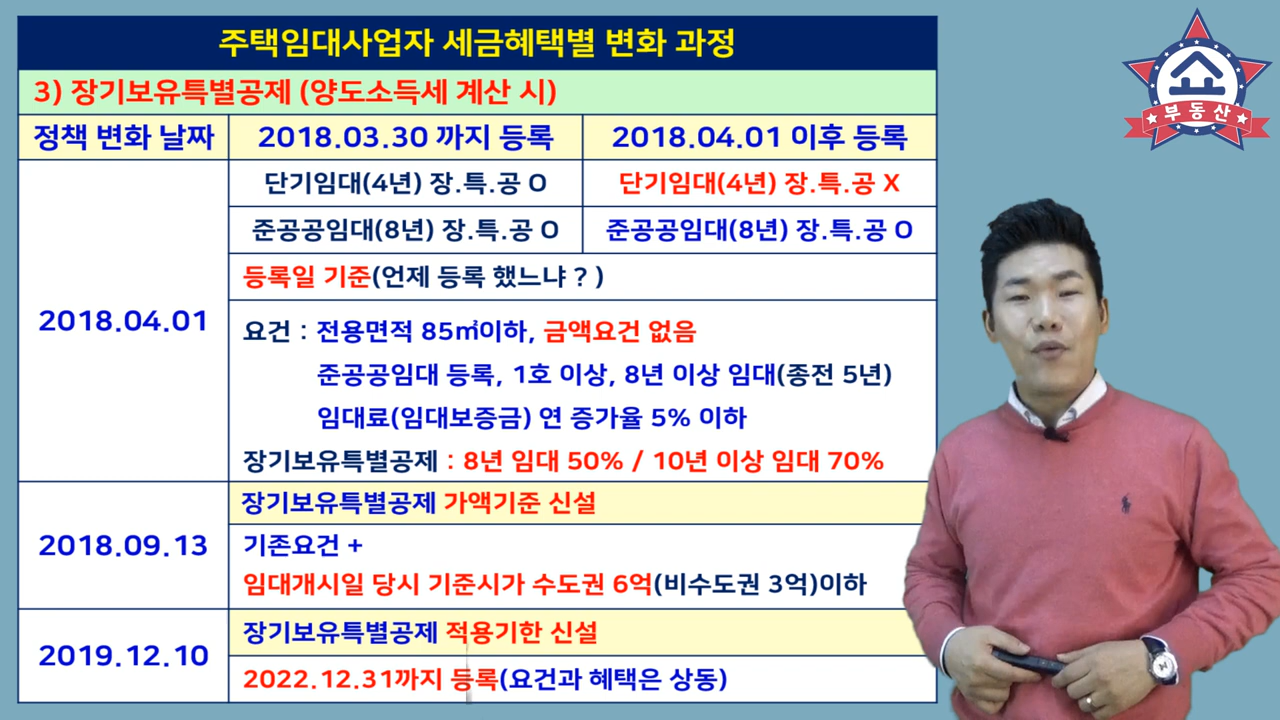 주택임대사업자 세금혜택별 변화 과정
3) 장기보유특별공제 (양도소득세 계산 시)
정책 변화 날짜 2018.03.30 까지 등록 2018.04.01 이후 등록
단기임대(4년) 장.특.공 O 단기임대(4년) 장.특.공 X
준공공임대(8년) 장.특.공 O 준공공임대(8년) 장.특.공 O
등록일 기준(언제 등록 했느냐 ? )
2018.04.01
요건 : 전용면적 85㎡이하, 금액요건 없음
준공공임대 등록, 1호 이상, 8년 이상 임대(종전 5년)
임대료(임대보증금) 연 증가율 5% 이하
장기보유특별공제 : 8년 임대 50% / 10년 이상 임대 70%
2018.09.13
장기보유특별공제 가액기준 신설
기존요건 +
임대개시일 당시 기준시가 수도권 6억(비수도권 3억)이하
2019.12.10
장기보유특별공제 적용기한 신설
2022.12.31까지 등록(요건과 혜택은 상동)
쇼
부동산